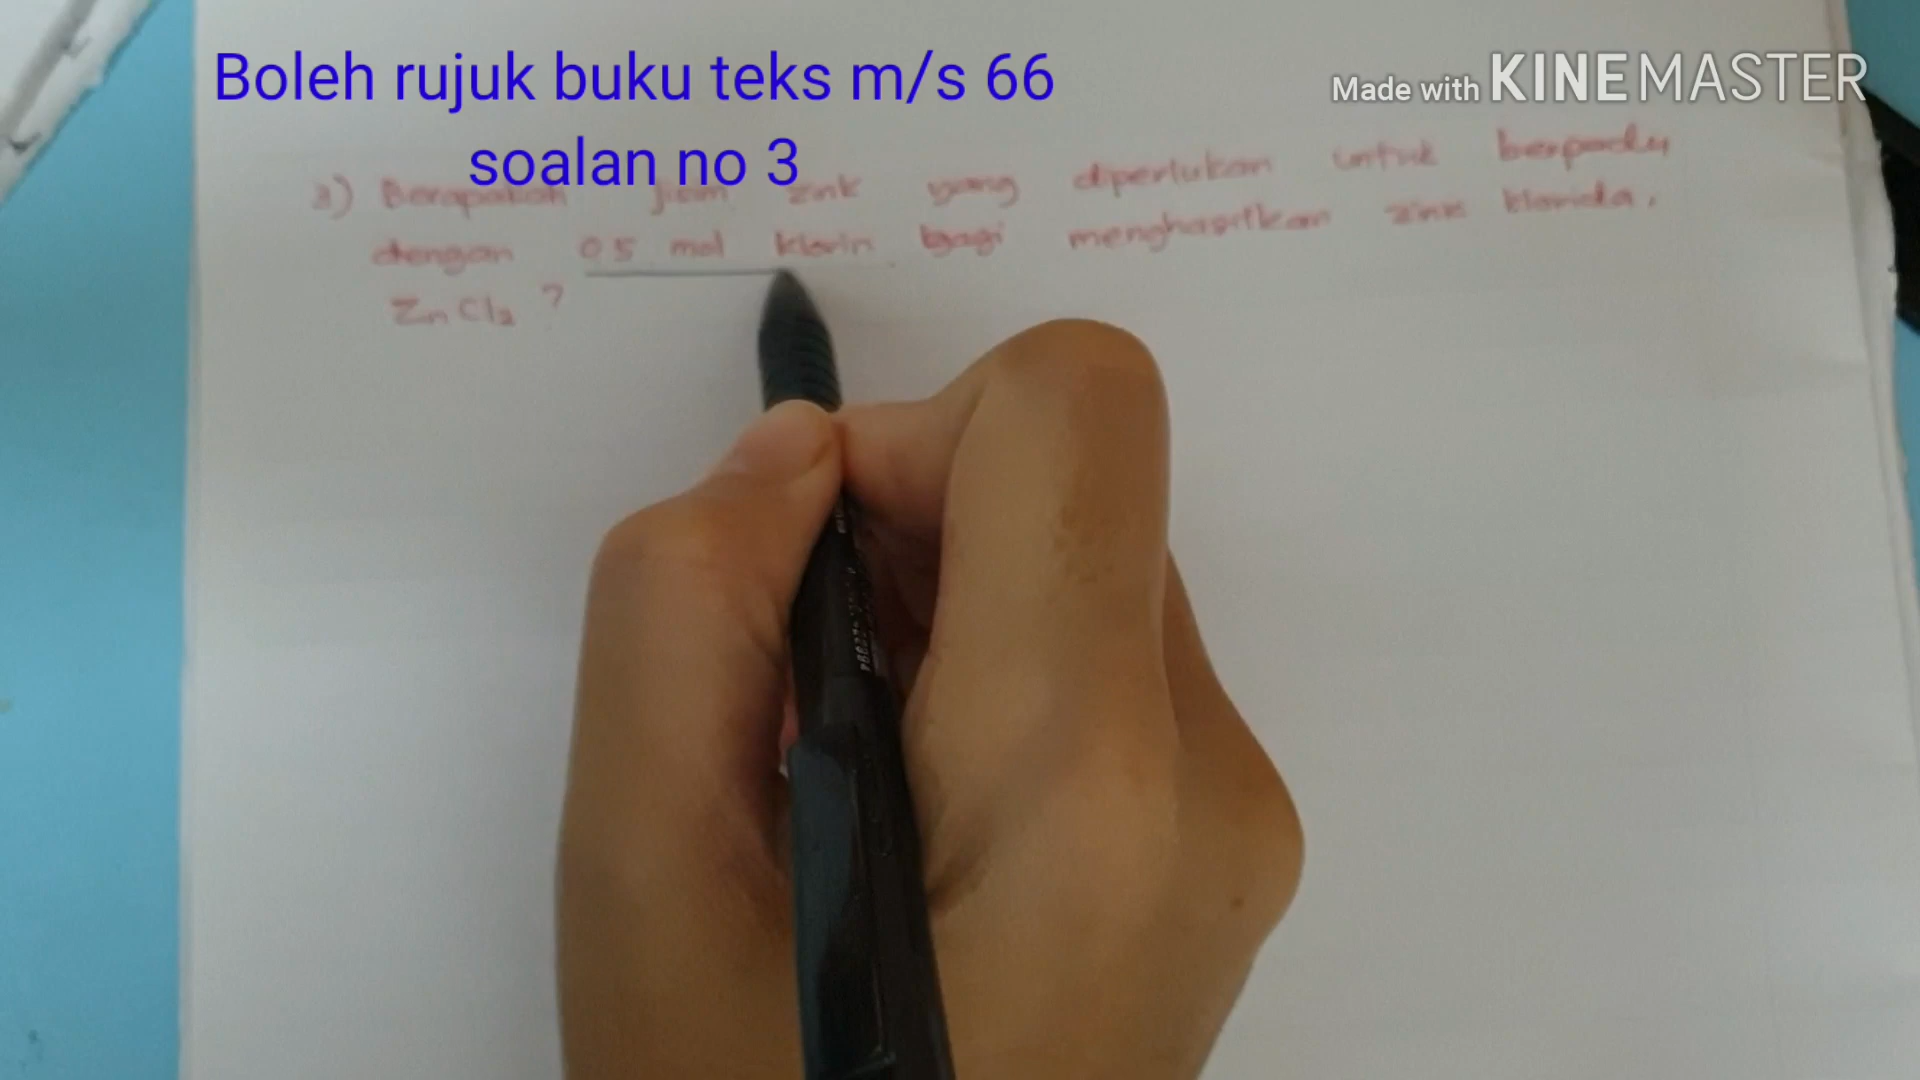 Boleh rujuk buku teks m/s 66
soalan no 3
Made with KINEMASTER
3) Berapakah jisim zink yang diperlukan untuk berpadu
dengan 0.5 mol klorin bagi menghasilkan zink klorida,
ZnCl₂ ?